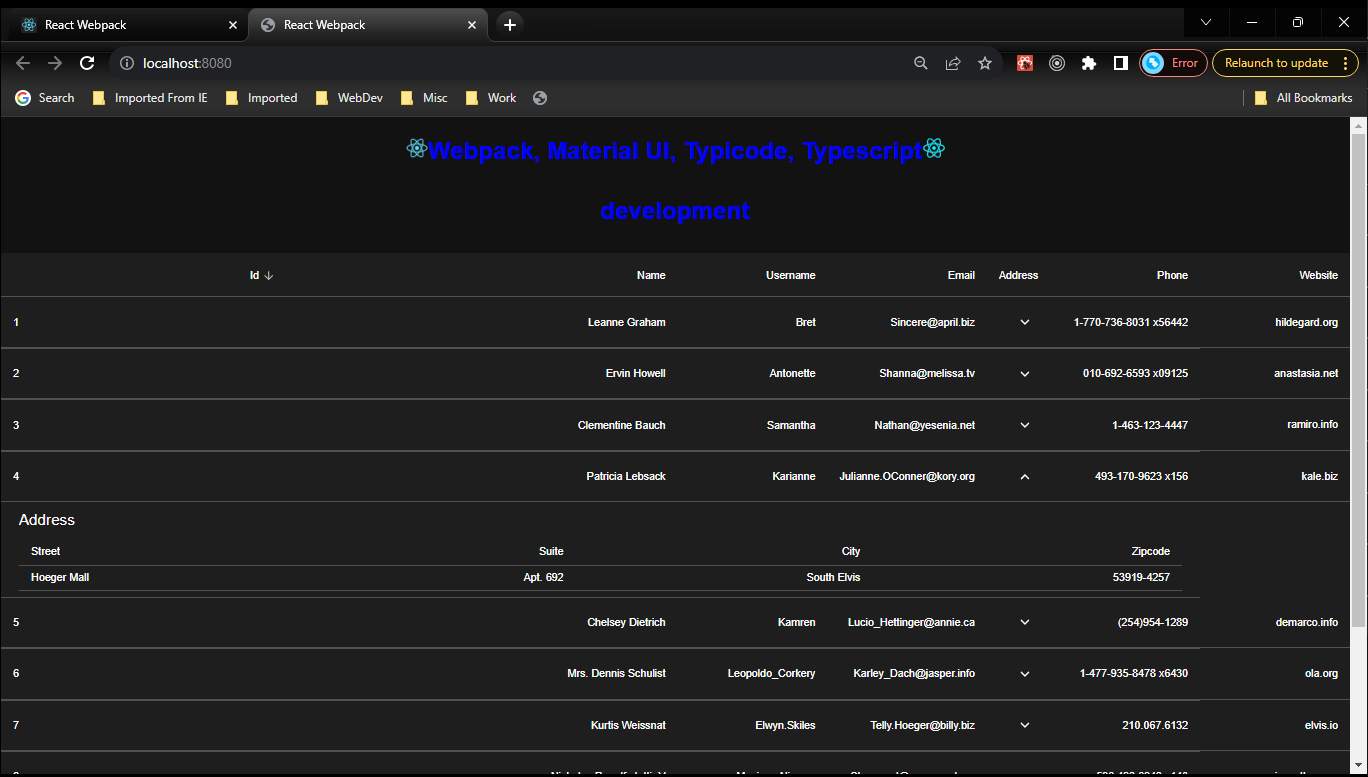 React Webpack React Webpack
localhost:8080 Error Relaunch to update
Search Imported From IE Imported WebDev Misc Work All Bookmarks
Webpack, Material UI, Typicode, Typescript
development
Id Name Username Email Address Phone Website
1 Leanne Graham Bret Sincere@april.biz 1-770-736-8031 x56442 hildegard.org
2 Ervin Howell Antonette Shanna@melissa.tv 010-692-6593 x09125 anastasia.net
3 Clementine Bauch Samantha Nathan@yesenia.net 1-463-123-4447 ramiro.info
4 Patricia Lebsack Karianne Julianne.OConner@kory.org 493-170-9623 x156 kale.biz
Address
Street Suite City Zipcode
Hoeger Mall Apt. 692 South Elvis 53919-4257
5 Chelsey Dietrich Kamren Lucio_Hettinger@annie.ca (254)954-1289 demarco.info
6 Mrs. Dennis Schulist Leopoldo_Corkery Karley_Dach@jasper.info 1-477-935-8478 x6430 ola.org
7 Kurtis Weissnat Elwyn.Skiles Telly.Hoeger@billy.biz 210.067.6132 elvis.io